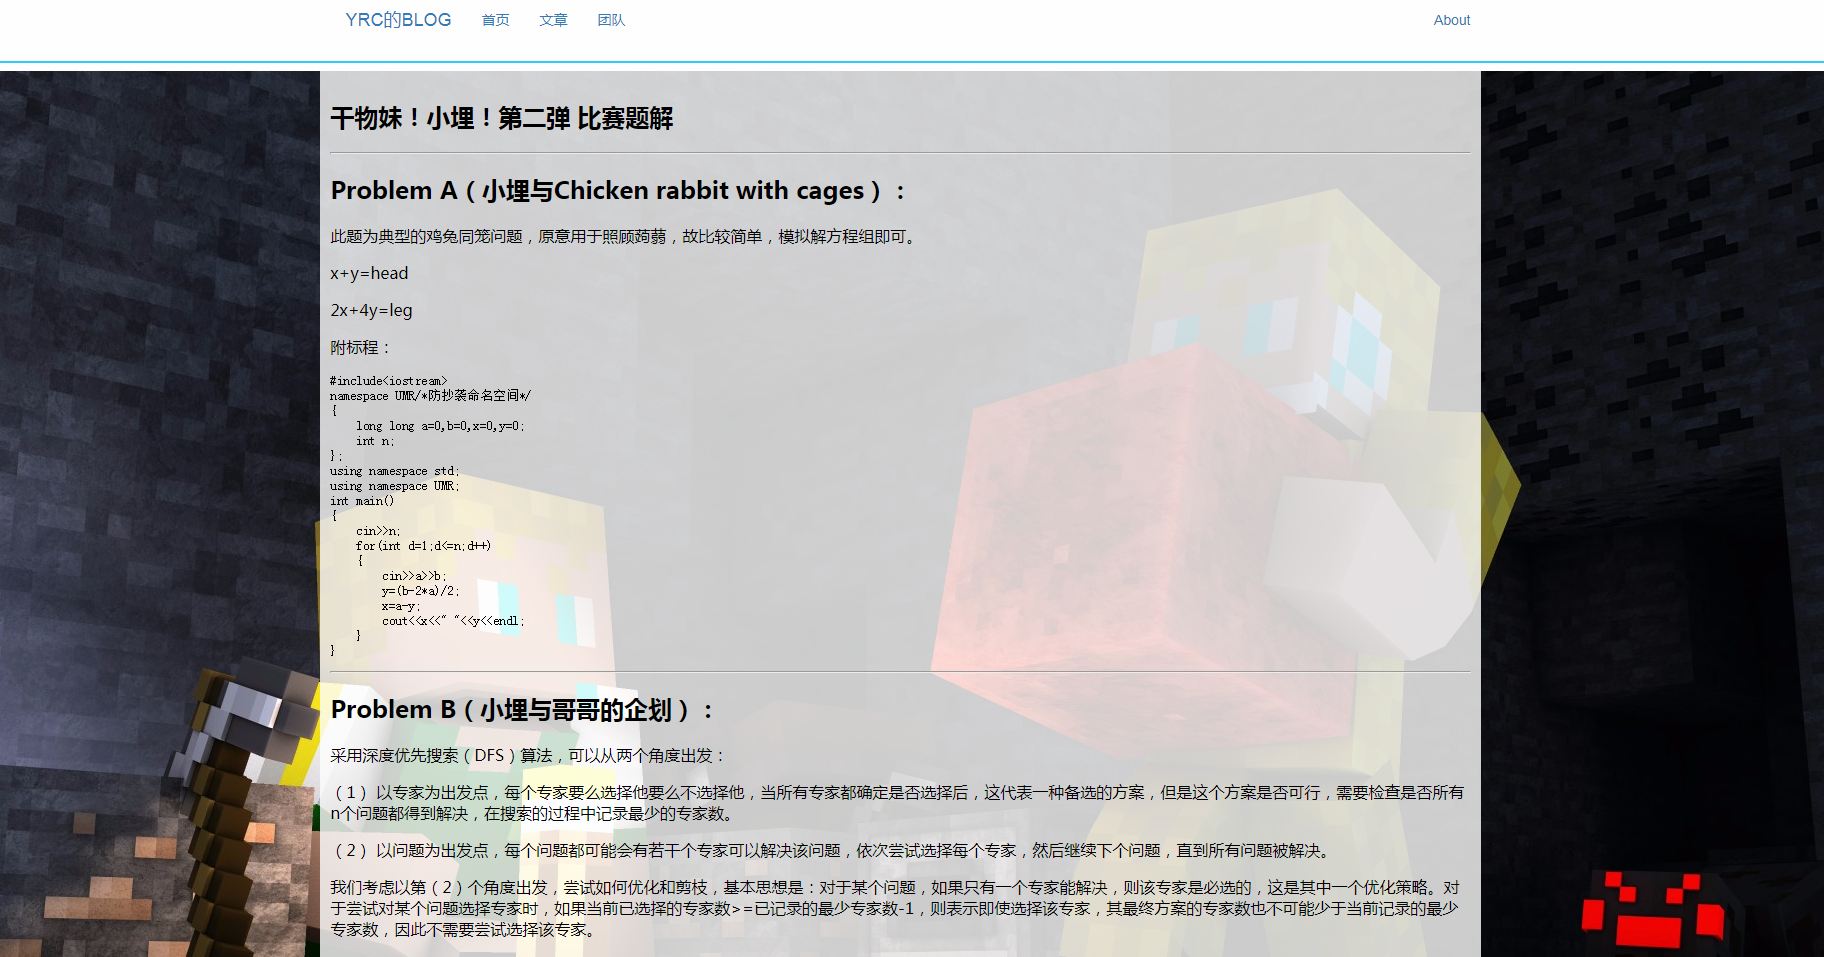 YRC的BLOG 首页 文章 团队 About
干物妹！小埋！第二弹 比赛题解
Problem A（小埋与Chicken rabbit with cages）：
此题为典型的鸡兔同笼问题，原意用于照顾蒟蒻，故比较简单，模拟解方程组即可。
x+y=head
2x+4y=leg
附标程：
#include<iostream>
namespace UMR/*防抄袭命名空间*/
{
    long long a=0,b=0,x=0,y=0;
    int n;
};
using namespace std;
using namespace UMR;
int main()
{
    cin>>n;
    for(int d=1;d<=n;d++)
    {
        cin>>a>>b;
        y=(b-2*a)/2;
        x=a-y;
        cout<<x<<" "<<y<<endl;
    }
}
Problem B（小埋与哥哥的企划）：
采用深度优先搜索（DFS）算法，可以从两个角度出发：
（1） 以专家为出发点，每个专家要么选择他要么不选择他，当所有专家都确定是否选择后，这代表一种备选的方案，但是这个方案是否可行，需要检查是否所有
n个问题都得到解决，在搜索的过程中记录最少的专家数。
（2） 以问题为出发点，每个问题都可能会有若干个专家可以解决该问题，依次尝试选择每个专家，然后继续下个问题，直到所有问题被解决。
我们考虑以第（2）个角度出发，尝试如何优化和剪枝，基本思想是：对于某个问题，如果只有一个专家能解决，则该专家是必选的，这是其中一个优化策略。对
于尝试对某个问题选择专家时，如果当前已选择的专家数>=已记录的最少专家数-1，则表示即使选择该专家，其最终方案的专家数也不可能少于当前记录的最少
专家数，因此不需要尝试选择该专家。